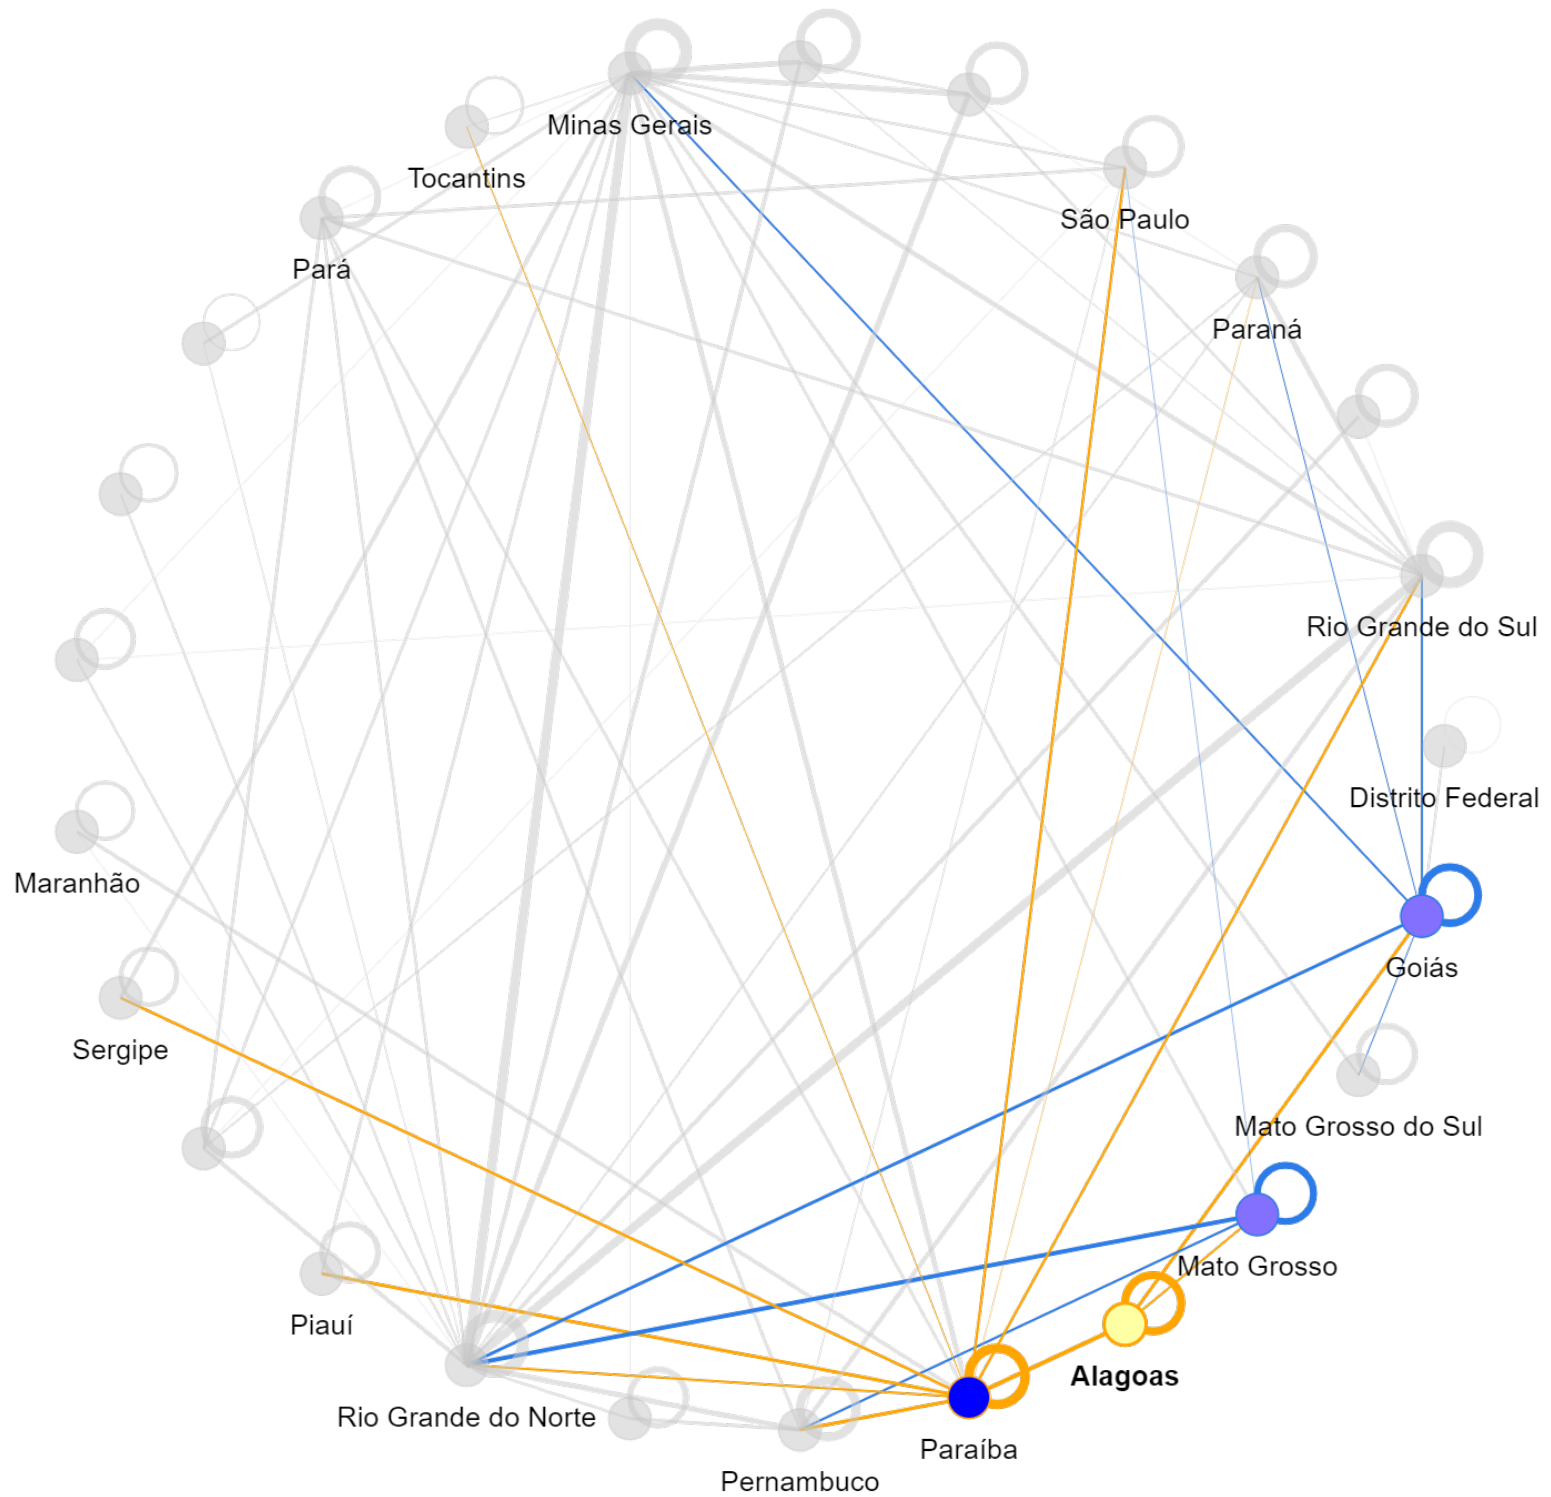 Minas Gerais
Tocantins
São Paulo
Pará
Paraná
Rio Grande do Sul
Distrito Federal
Maranhão
Goiás
Sergipe
Mato Grosso do Sul
Mato Grosso
Piauí
Alagoas
Rio Grande do Norte
Paraíba
Pernambuco